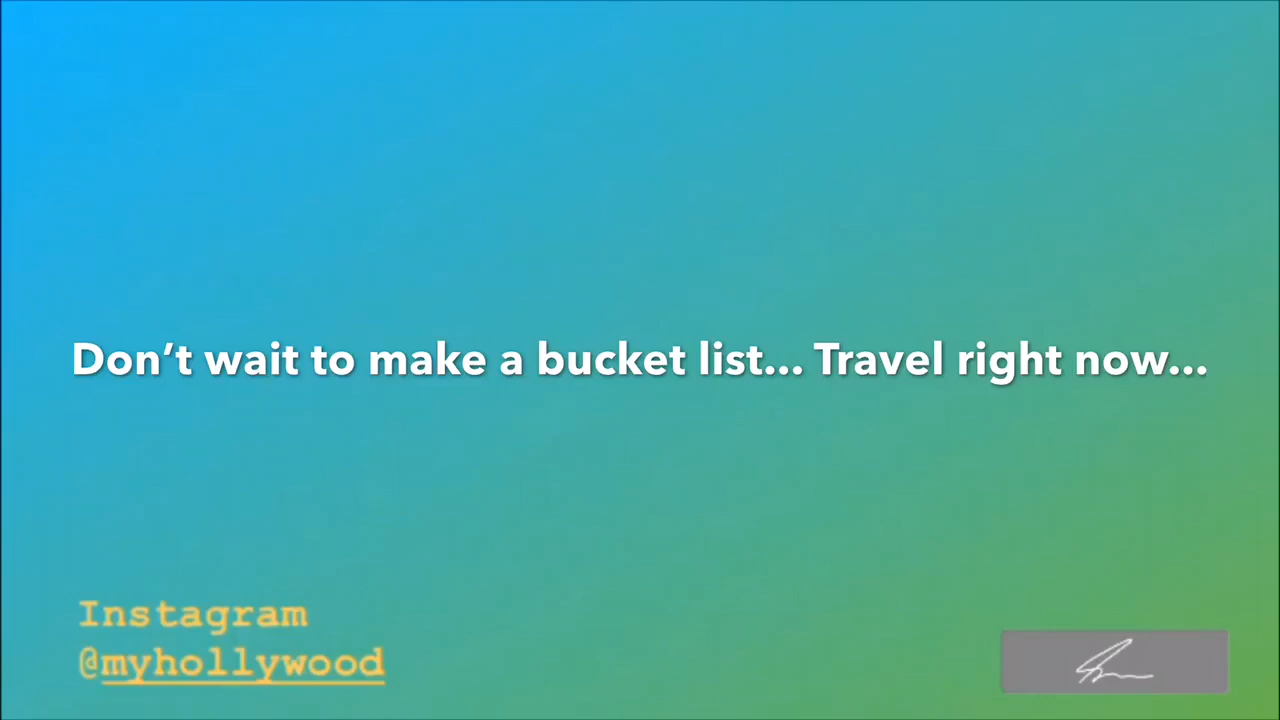 Don’t wait to make a bucket list... Travel right now...
Instagram
@myhollywood